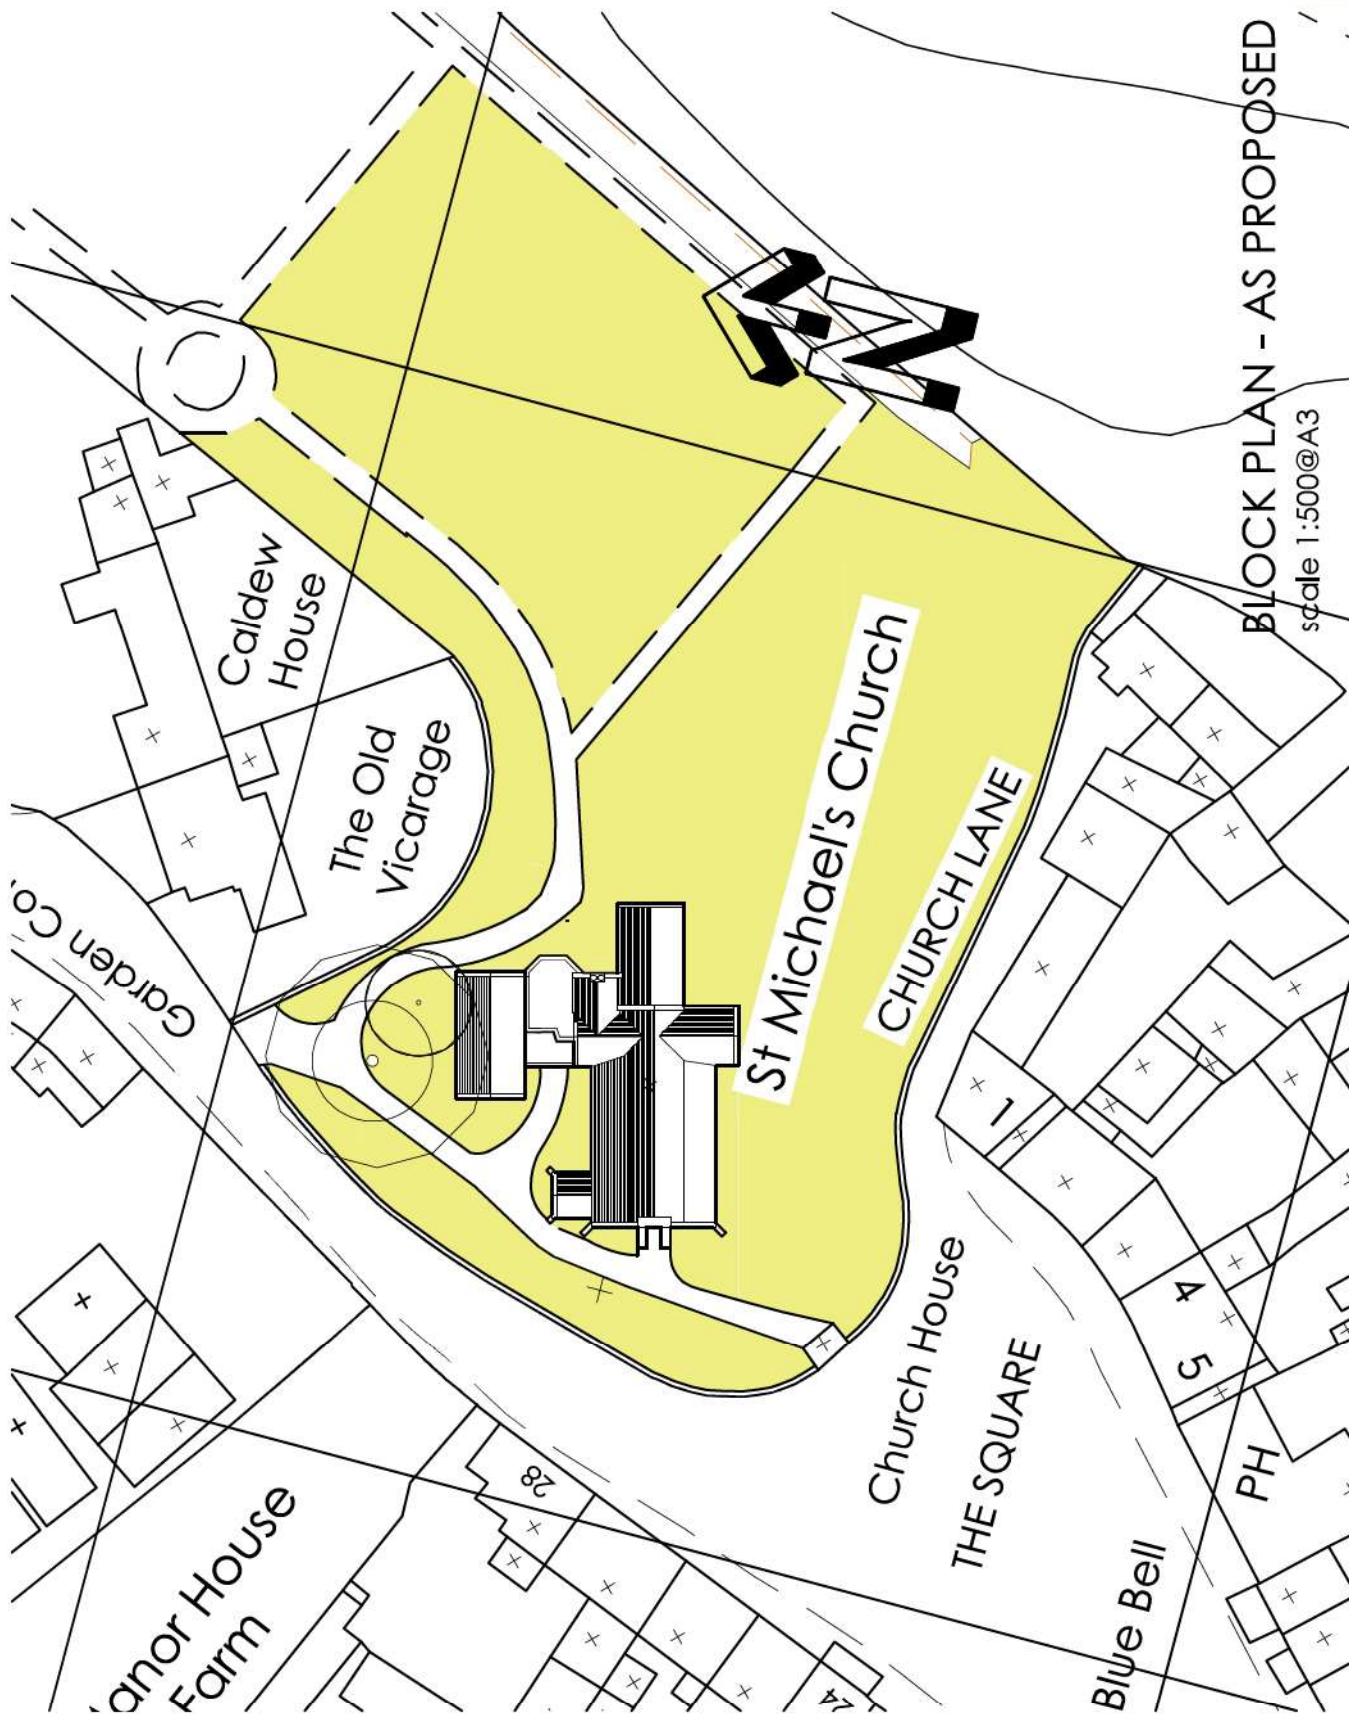 Garden Co
Caldew
House
The Old
Vicarage
St Michael's Church
CHURCH LANE
1
4
5
Church House
THE SQUARE
PH
Blue Bell
28
24
anor House
Farm
BLOCK PLAN - AS PROPOSED
scale 1:500@A3